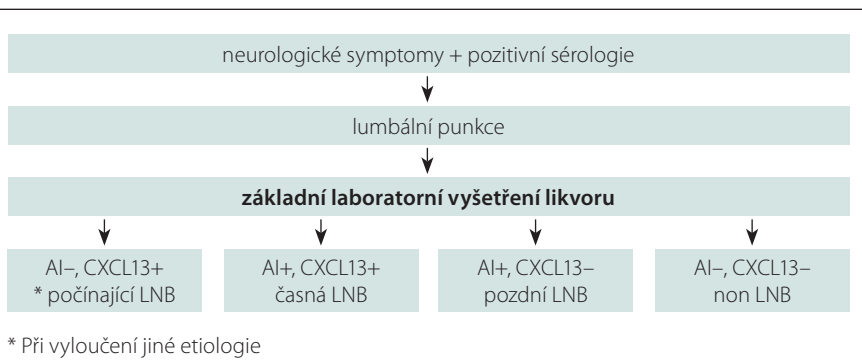 neurologické symptomy + pozitivní sérologie
lumbální punkce
základní laboratorní vyšetření likvoru
AI–, CXCL13+
* počínající LNB
AI+, CXCL13+
časná LNB
AI+, CXCL13–
pozdní LNB
AI–, CXCL13–
non LNB
* Při vyloučení jiné etiologie